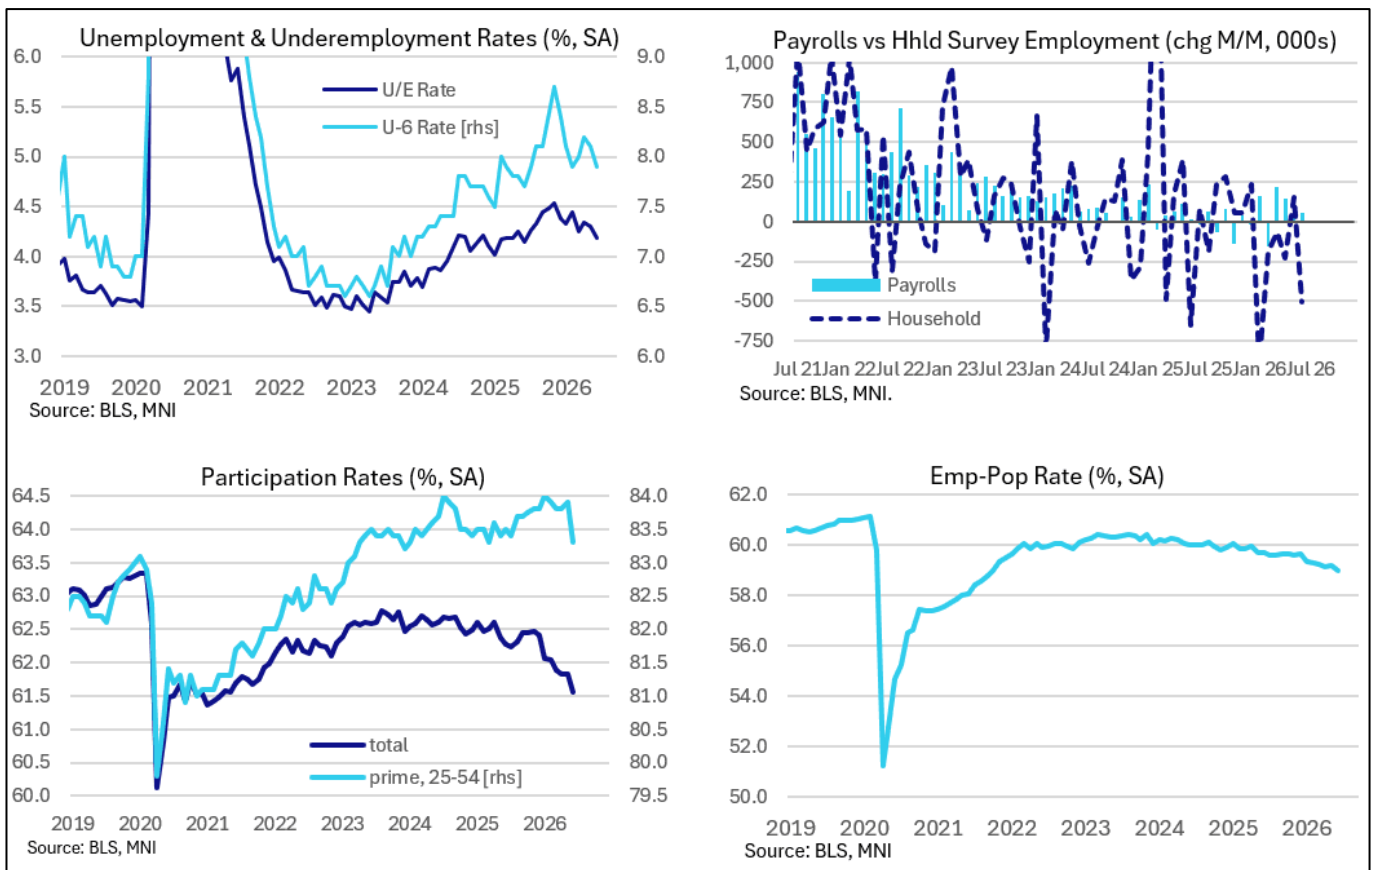 Unemployment & Underemployment Rates (%, SA)
6.0
5.5
5.0
4.5
4.0
3.5
3.0
9.0
8.5
8.0
7.5
7.0
6.5
6.0
U/E Rate
U-6 Rate [rhs]
2019 2020 2021 2022 2023 2024 2025 2026
Source: BLS, MNI
Payrolls vs Hhld Survey Employment (chg M/M, 000s)
1,000
750
500
250
0
-250
-500
-750
Payrolls
Household
Jul 21 Jan 22 Jul 22 Jan 23 Jul 23 Jan 24 Jul 24 Jan 25 Jul 25 Jan 26 Jul 26
Source: BLS, MNI.
Participation Rates (%, SA)
64.5
64.0
63.5
63.0
62.5
62.0
61.5
61.0
60.5
60.0
84.0
83.5
83.0
82.5
82.0
81.5
81.0
80.5
80.0
79.5
total
prime, 25-54 [rhs]
2019 2020 2021 2022 2023 2024 2025 2026
Source: BLS, MNI
Emp-Pop Rate (%, SA)
62.0
60.0
58.0
56.0
54.0
52.0
50.0
2019 2020 2021 2022 2023 2024 2025 2026
Source: BLS, MNI